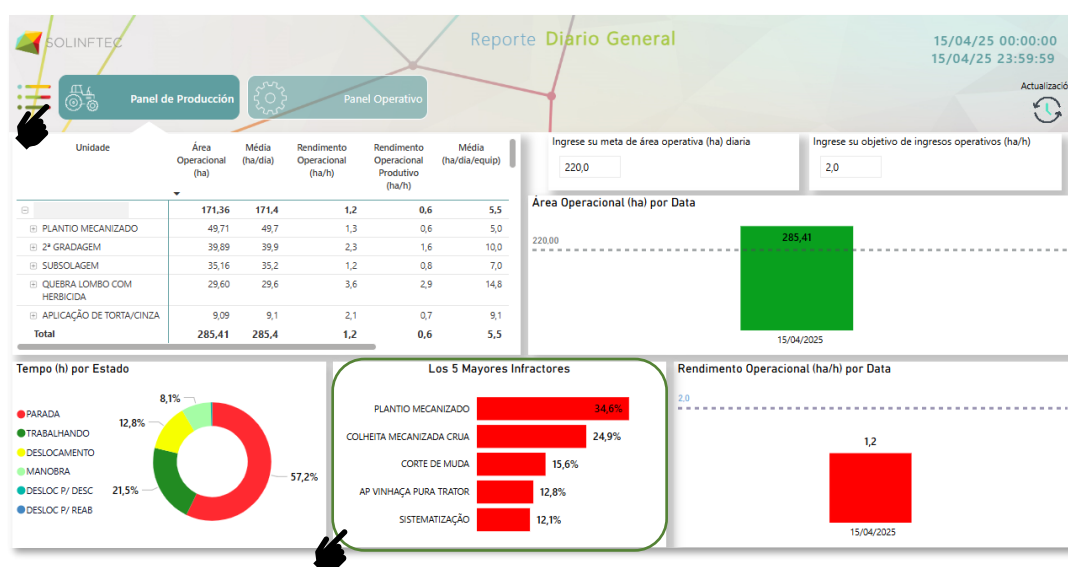 SOLINFTEC
Reporte Diario General
15/04/25 00:00:00
15/04/25 23:59:59
Actualizació
Panel de Producción
Panel Operativo
Unidade Área Operacional (ha) Média (ha/día) Rendimento Operacional (ha/h) Rendimento Operacional Produtivo (ha/h) Média (ha/dia/equip)
171,36 171,4 1,2 0,6 5,5
PLANTIO MECANIZADO 49,71 49,7 1,3 0,6 5,0
2ª GRADAGEM 39,89 39,9 2,3 1,6 10,0
SUBSOLAGEM 35,16 35,2 1,2 0,8 7,0
QUEBRA LOMBO COM HERBICIDA 29,60 29,6 3,6 2,9 14,8
APLICAÇÃO DE TORTA/CINZA 9,09 9,1 2,1 0,7 9,1
Total 285,41 285,4 1,2 0,6 5,5
Ingrese su meta de área operativa (ha) diaria
220,0
Ingrese su objetivo de ingresos operativos (ha/h)
2,0
Área Operacional (ha) por Data
220,00
285,41
15/04/2025
Tempo (h) por Estado
PARADA
TRABALHANDO
DESLOCAMENTO
MANOBRA
DESLOC P/ DESC
DESLOC P/ REAB
8,1%
12,8%
21,5%
57,2%
Los 5 Mayores Infractores
PLANTIO MECANIZADO 34,6%
COLHEITA MECANIZADA CRUA 24,9%
CORTE DE MUDA 15,6%
AP VINHAÇA PURA TRATOR 12,8%
SISTEMATIZAÇÃO 12,1%
Rendimento Operacional (ha/h) por Data
2,0
1,2
15/04/2025